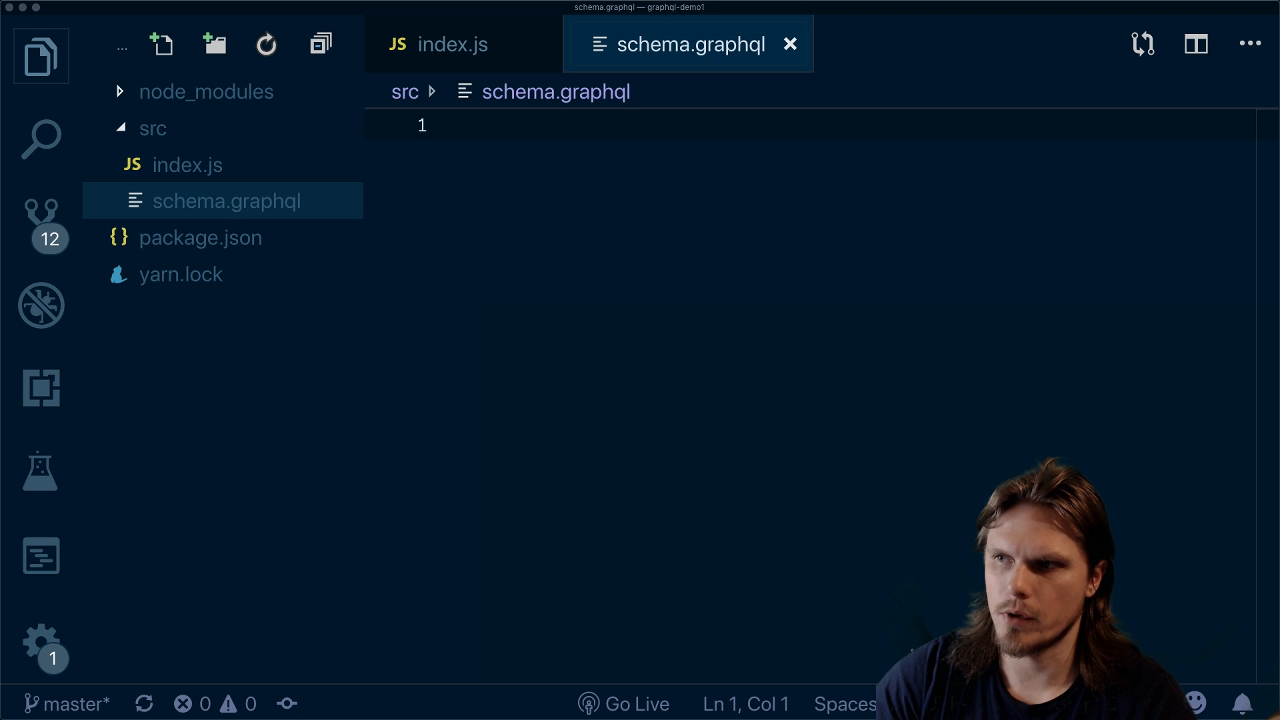 schema.graphql — graphql-demo1
...
JS index.js
schema.graphql
src
schema.graphql
1
node_modules
src
JS index.js
schema.graphql
{} package.json
yarn.lock
12
1
master*
0
0
Go Live
Ln 1, Col 1
Spaces